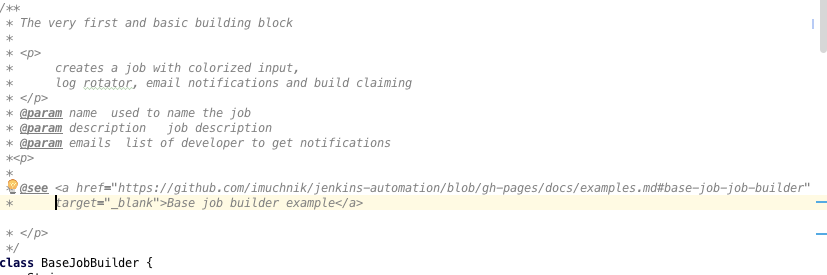 /**
* The very first and basic building block
*
* <p>
* creates a job with colorized input,
* log rotator, email notifications and build claiming
* </p>
* @param name used to name the job
* @param description job description
* @param emails list of developer to get notifications
*<p>
*
* @see <a href="https://github.com/imuchnik/jenkins-automation/blob/gh-pages/docs/examples.md#base-job-job-builder"
* target="_blank">Base job builder example</a>
* </p>
*/
class BaseJobBuilder {